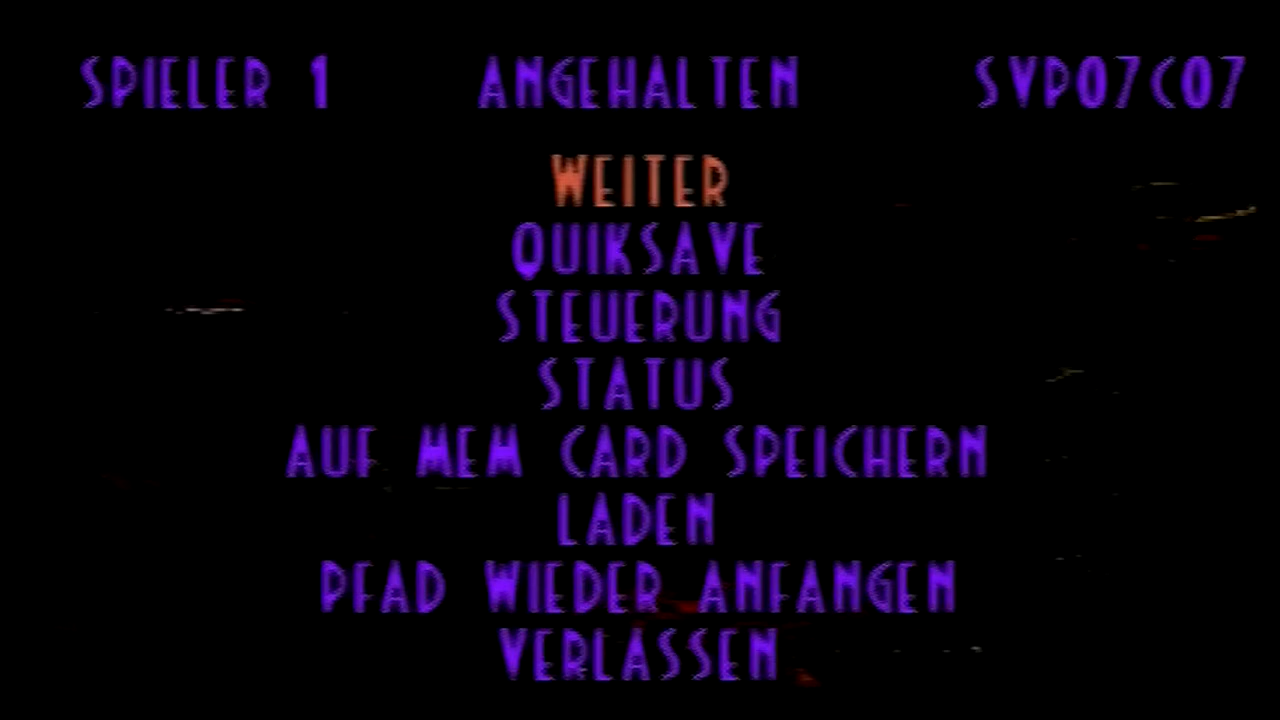 SPIELER 1 ANGEHALTEN SVP07C07
WEITER
QUIKSAVE
STEUERUNG
STATUS
AUF MEM CARD SPEICHERN
LADEN
PFAD WIEDER ANFANGEN
VERLASSEN